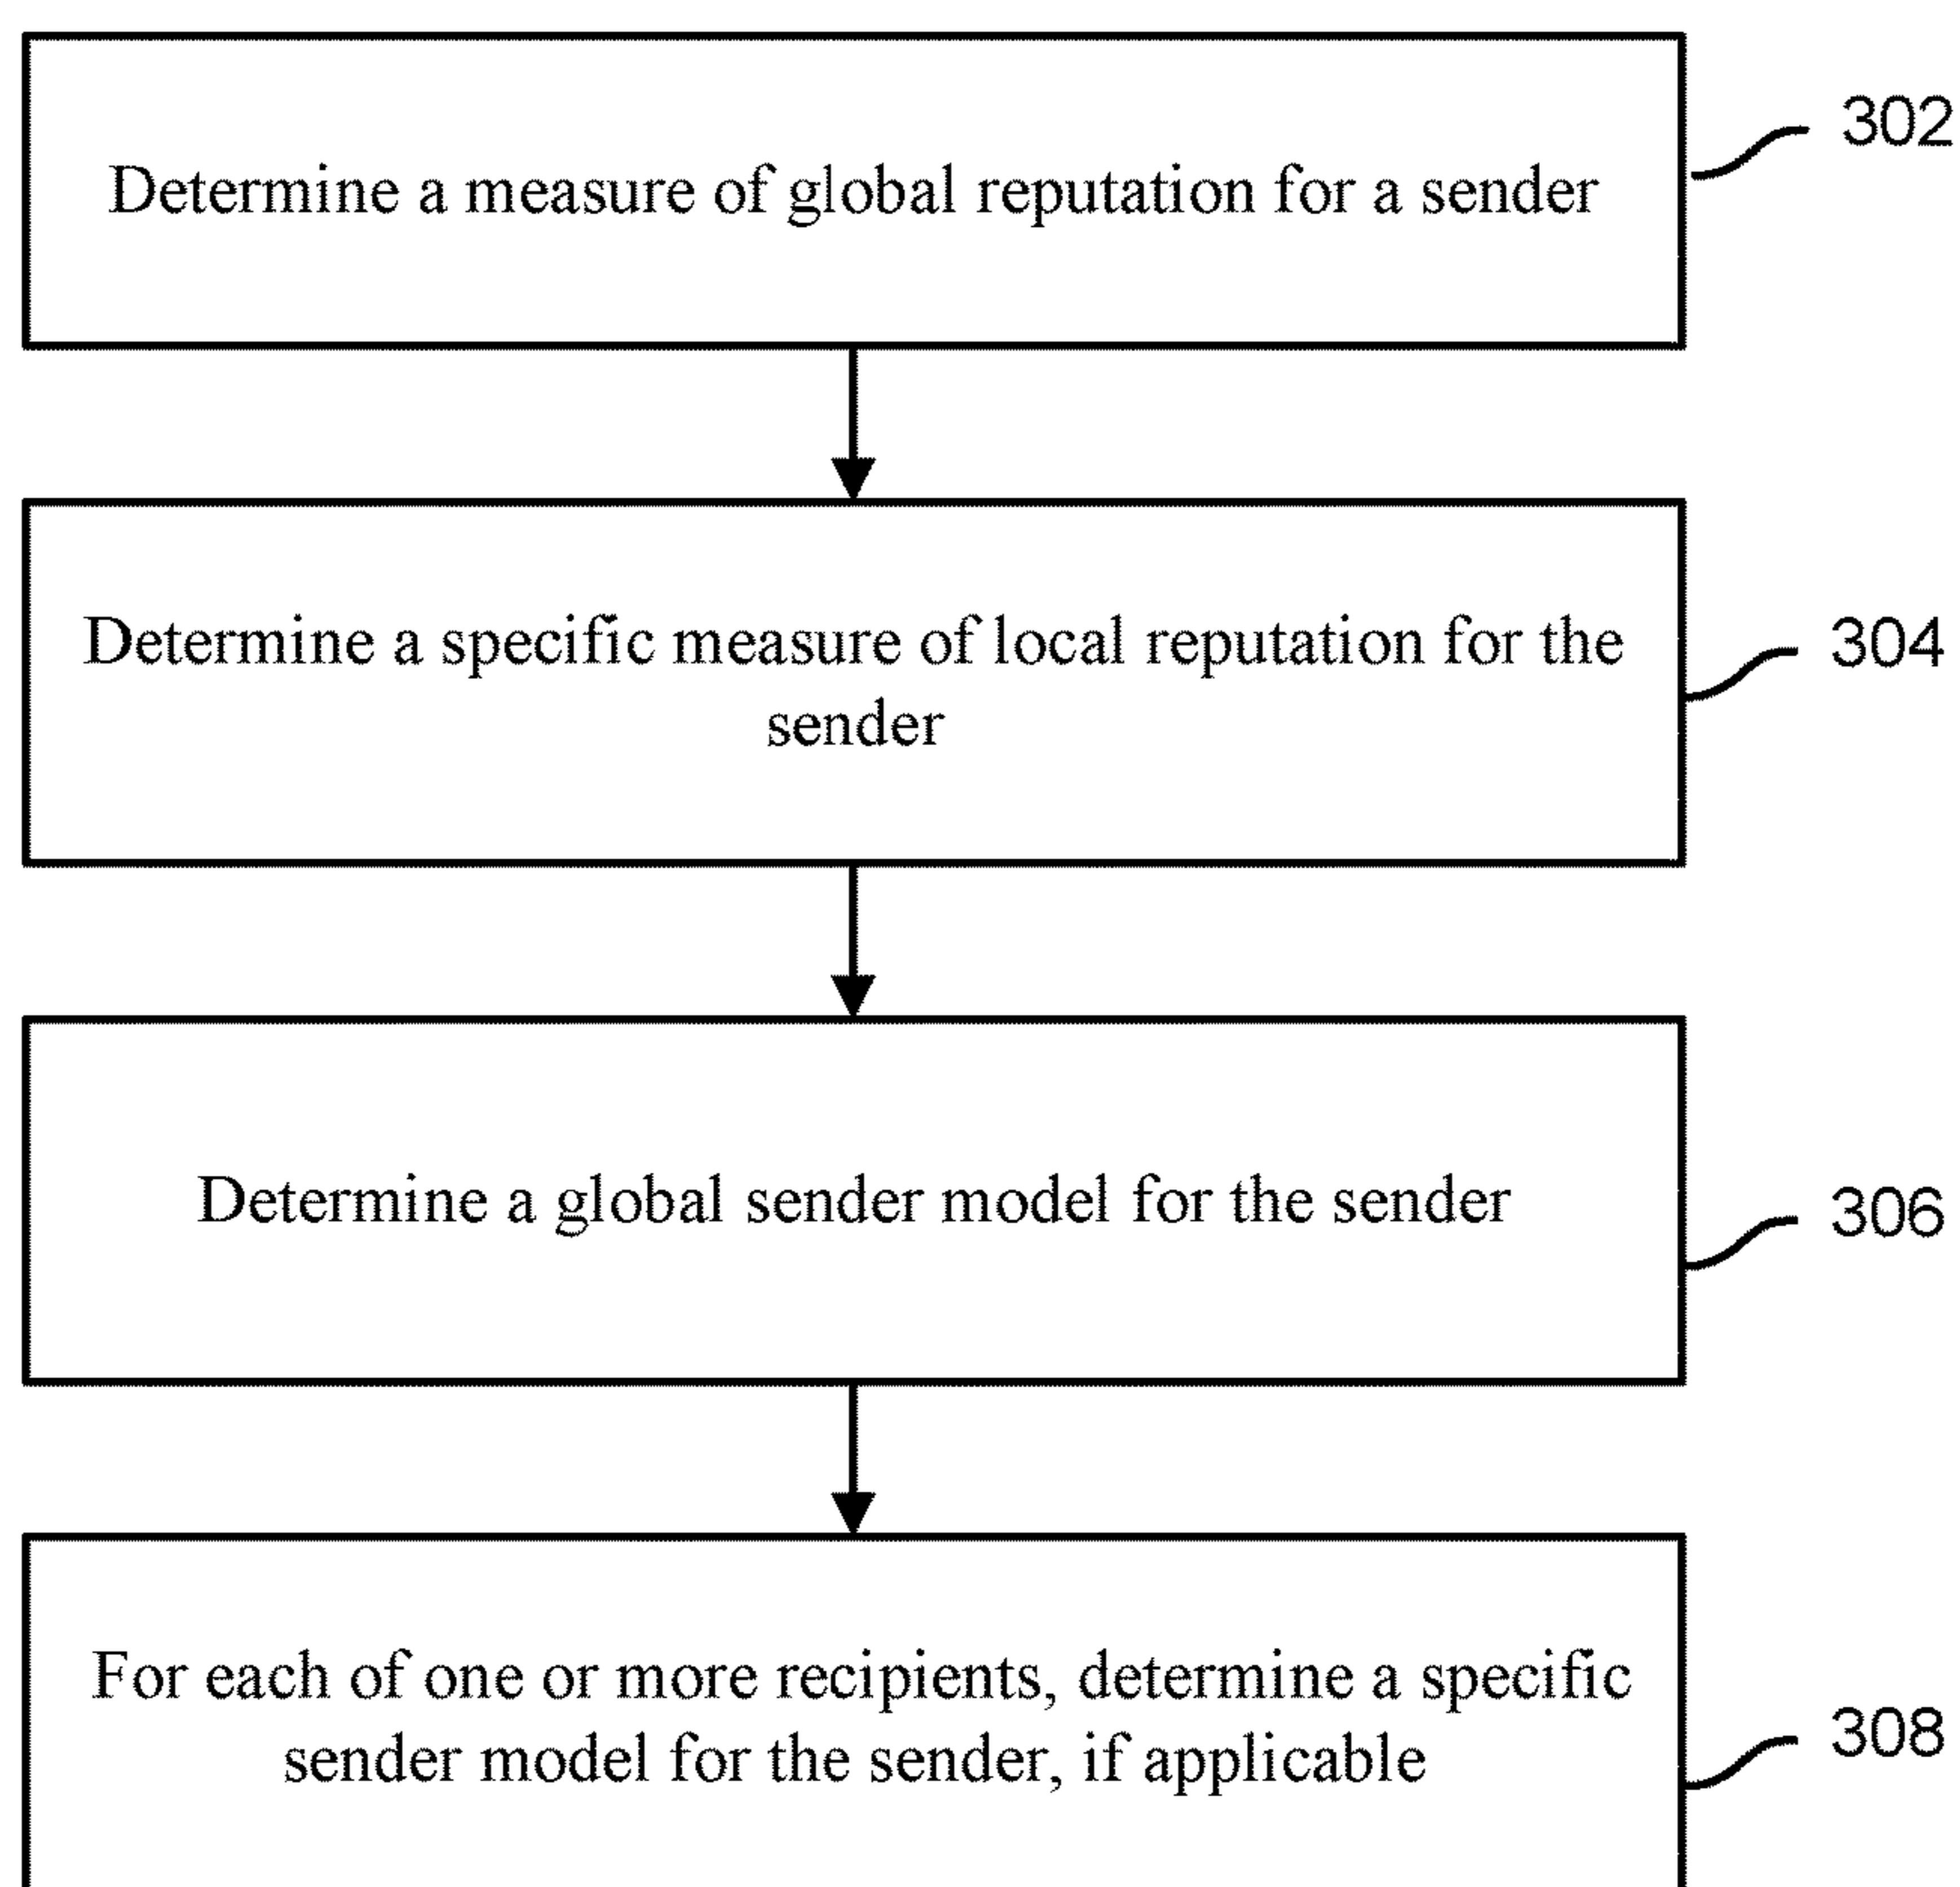 Determine a measure of global reputation for a sender
302
Determine a specific measure of local reputation for the
sender
304
Determine a global sender model for the sender
306
For each of one or more recipients, determine a specific
sender model for the sender, if applicable
308